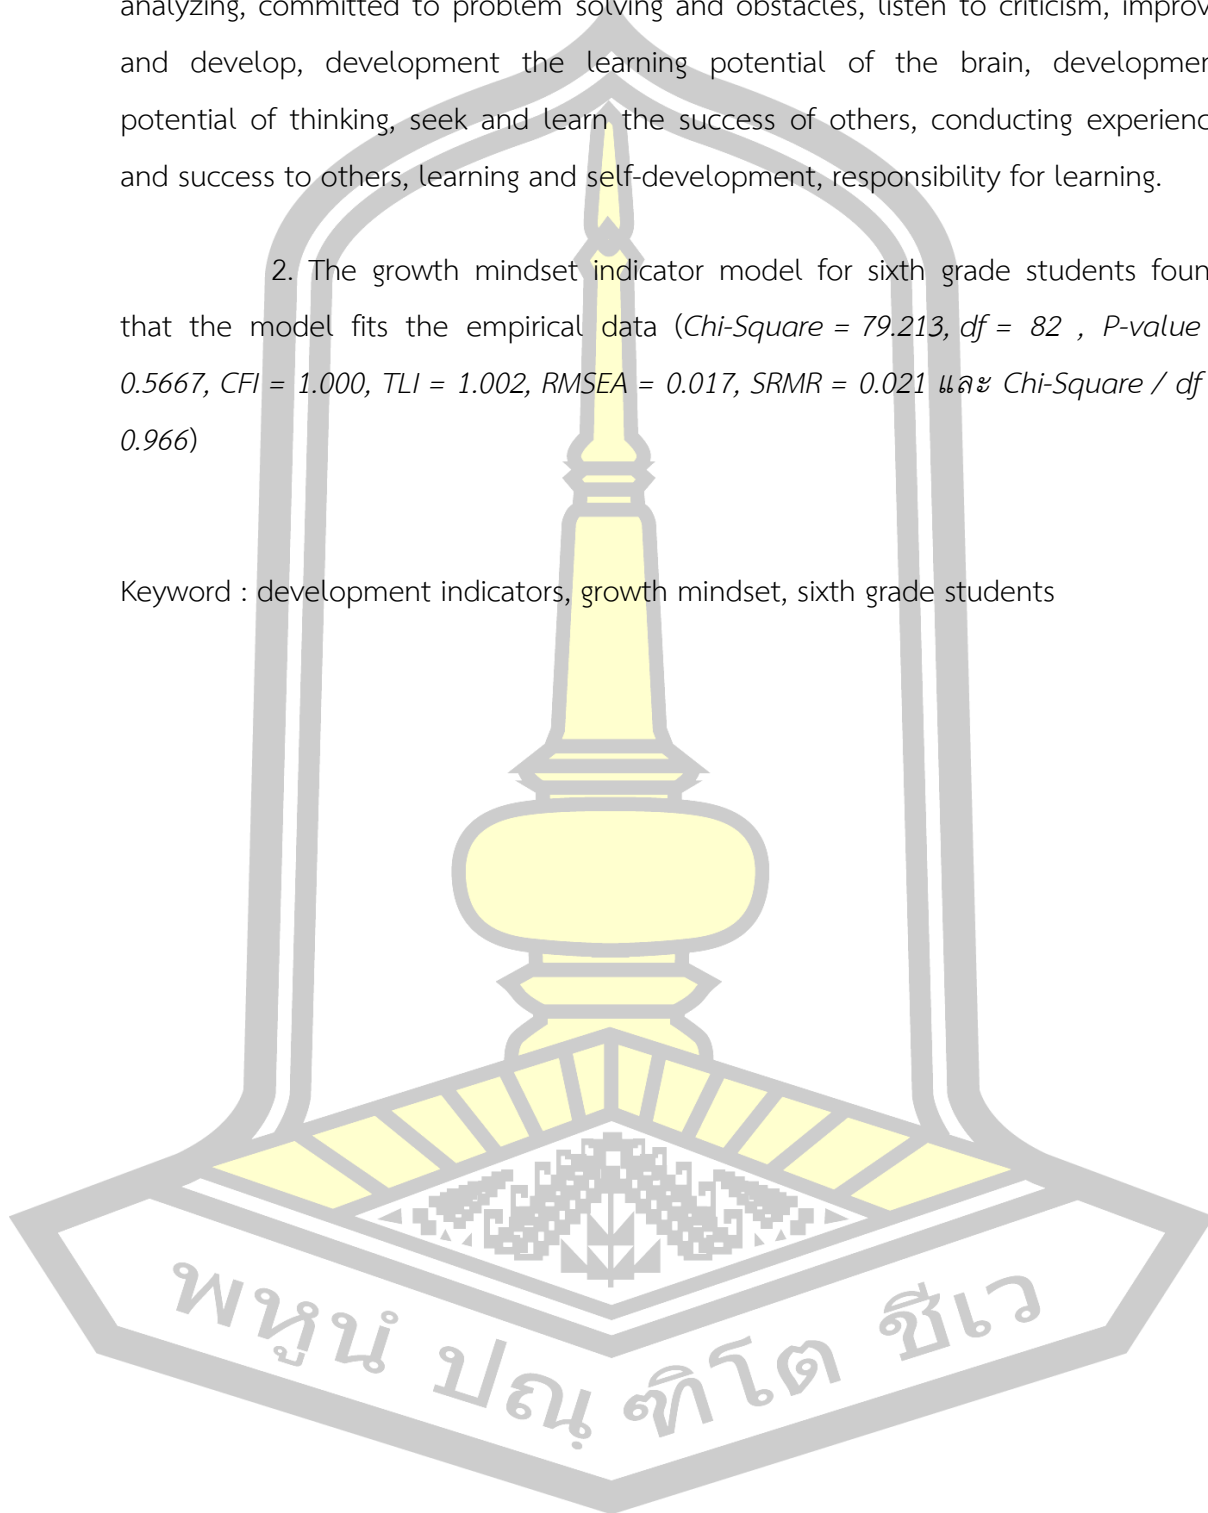 analyzing, committed to problem solving and obstacles, listen to criticism, improv
and develop, development the learning potential of the brain, developmen
potential of thinking, seek and learn the success of others, conducting experienc
and success to others, learning and self-development, responsibility for learning.
2. The growth mindset indicator model for sixth grade students foun
that the model fits the empirical data (Chi-Square = 79.213, df = 82 , P-value
0.5667, CFI = 1.000, TLI = 1.002, RMSEA = 0.017, SRMR = 0.021 และ Chi-Square / df
0.966)
Keyword : development indicators, growth mindset, sixth grade students
พหูนํ ปณฺฑิโต ชีเว